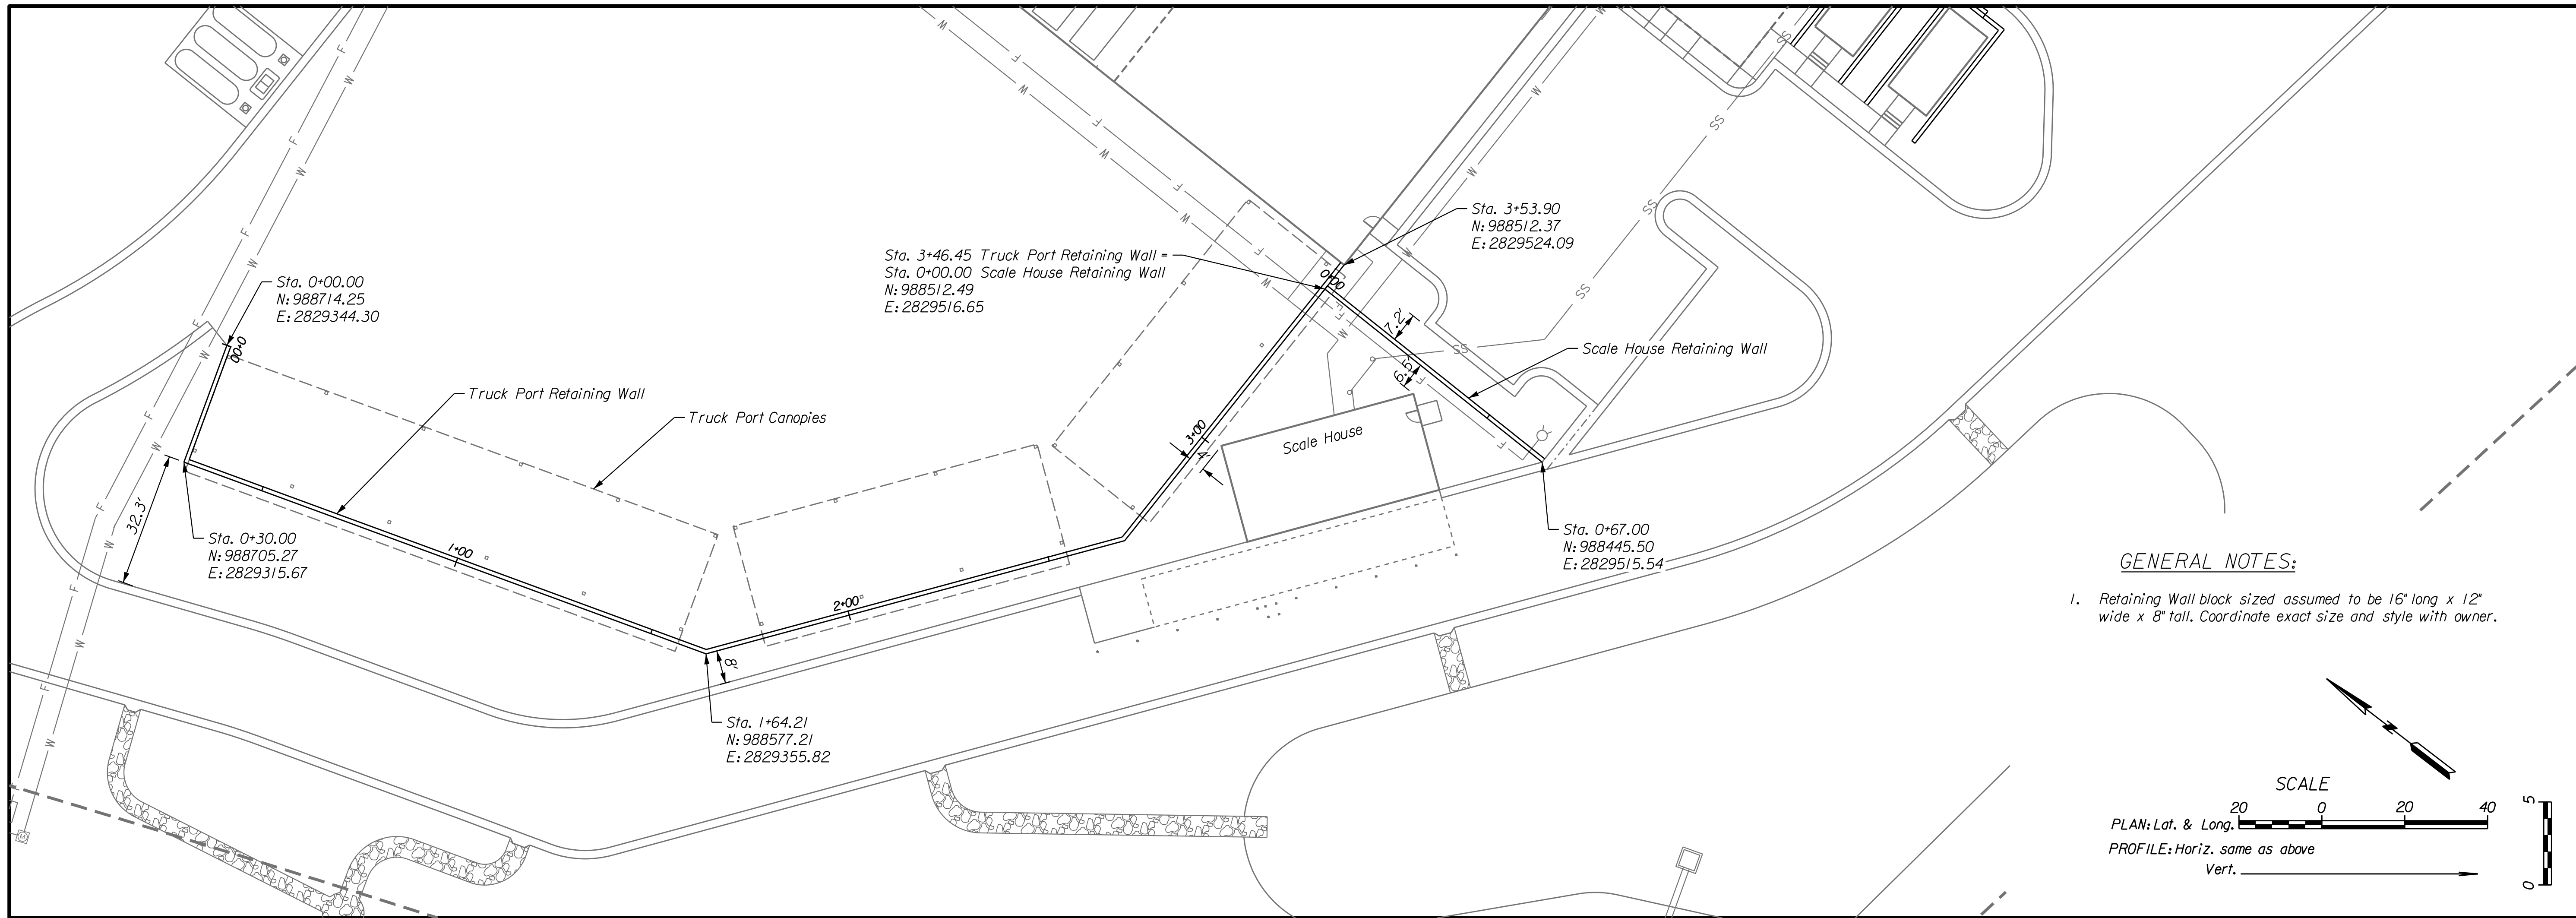 Sta. 0+00.00
N:988714.25
E:2829344.30
0+00
Truck Port Retaining Wall
Truck Port Canopies
32.3'
Sta. 0+30.00
N:988705.27
E:2829315.67
1+00
Sta. 1+64.21
N:988577.21
E:2829355.82
8'
2+00
3+00
4'
Sta. 3+46.45 Truck Port Retaining Wall =
Sta. 0+00.00 Scale House Retaining Wall
N:988512.49
E:2829516.65
0+00
Sta. 3+53.90
N:988512.37
E:2829524.09
7.2'
6.5'
Scale House Retaining Wall
Scale House
Sta. 0+67.00
N:988445.50
E:2829515.54
F
F
F
F
F
F
F
W
W
W
W
W
W
W
F
F
F
F
F
F
F
F
W
W
W
W
W
W
W
W
W
W
SS
SS
SS
SS
SS
M
GENERAL NOTES:
1. Retaining Wall block sized assumed to be 16" long x 12"
wide x 8" tall. Coordinate exact size and style with owner.
N
SCALE
20 0 20 40
PLAN: Lat. & Long.
PROFILE: Horiz. same as above
Vert.
5
0